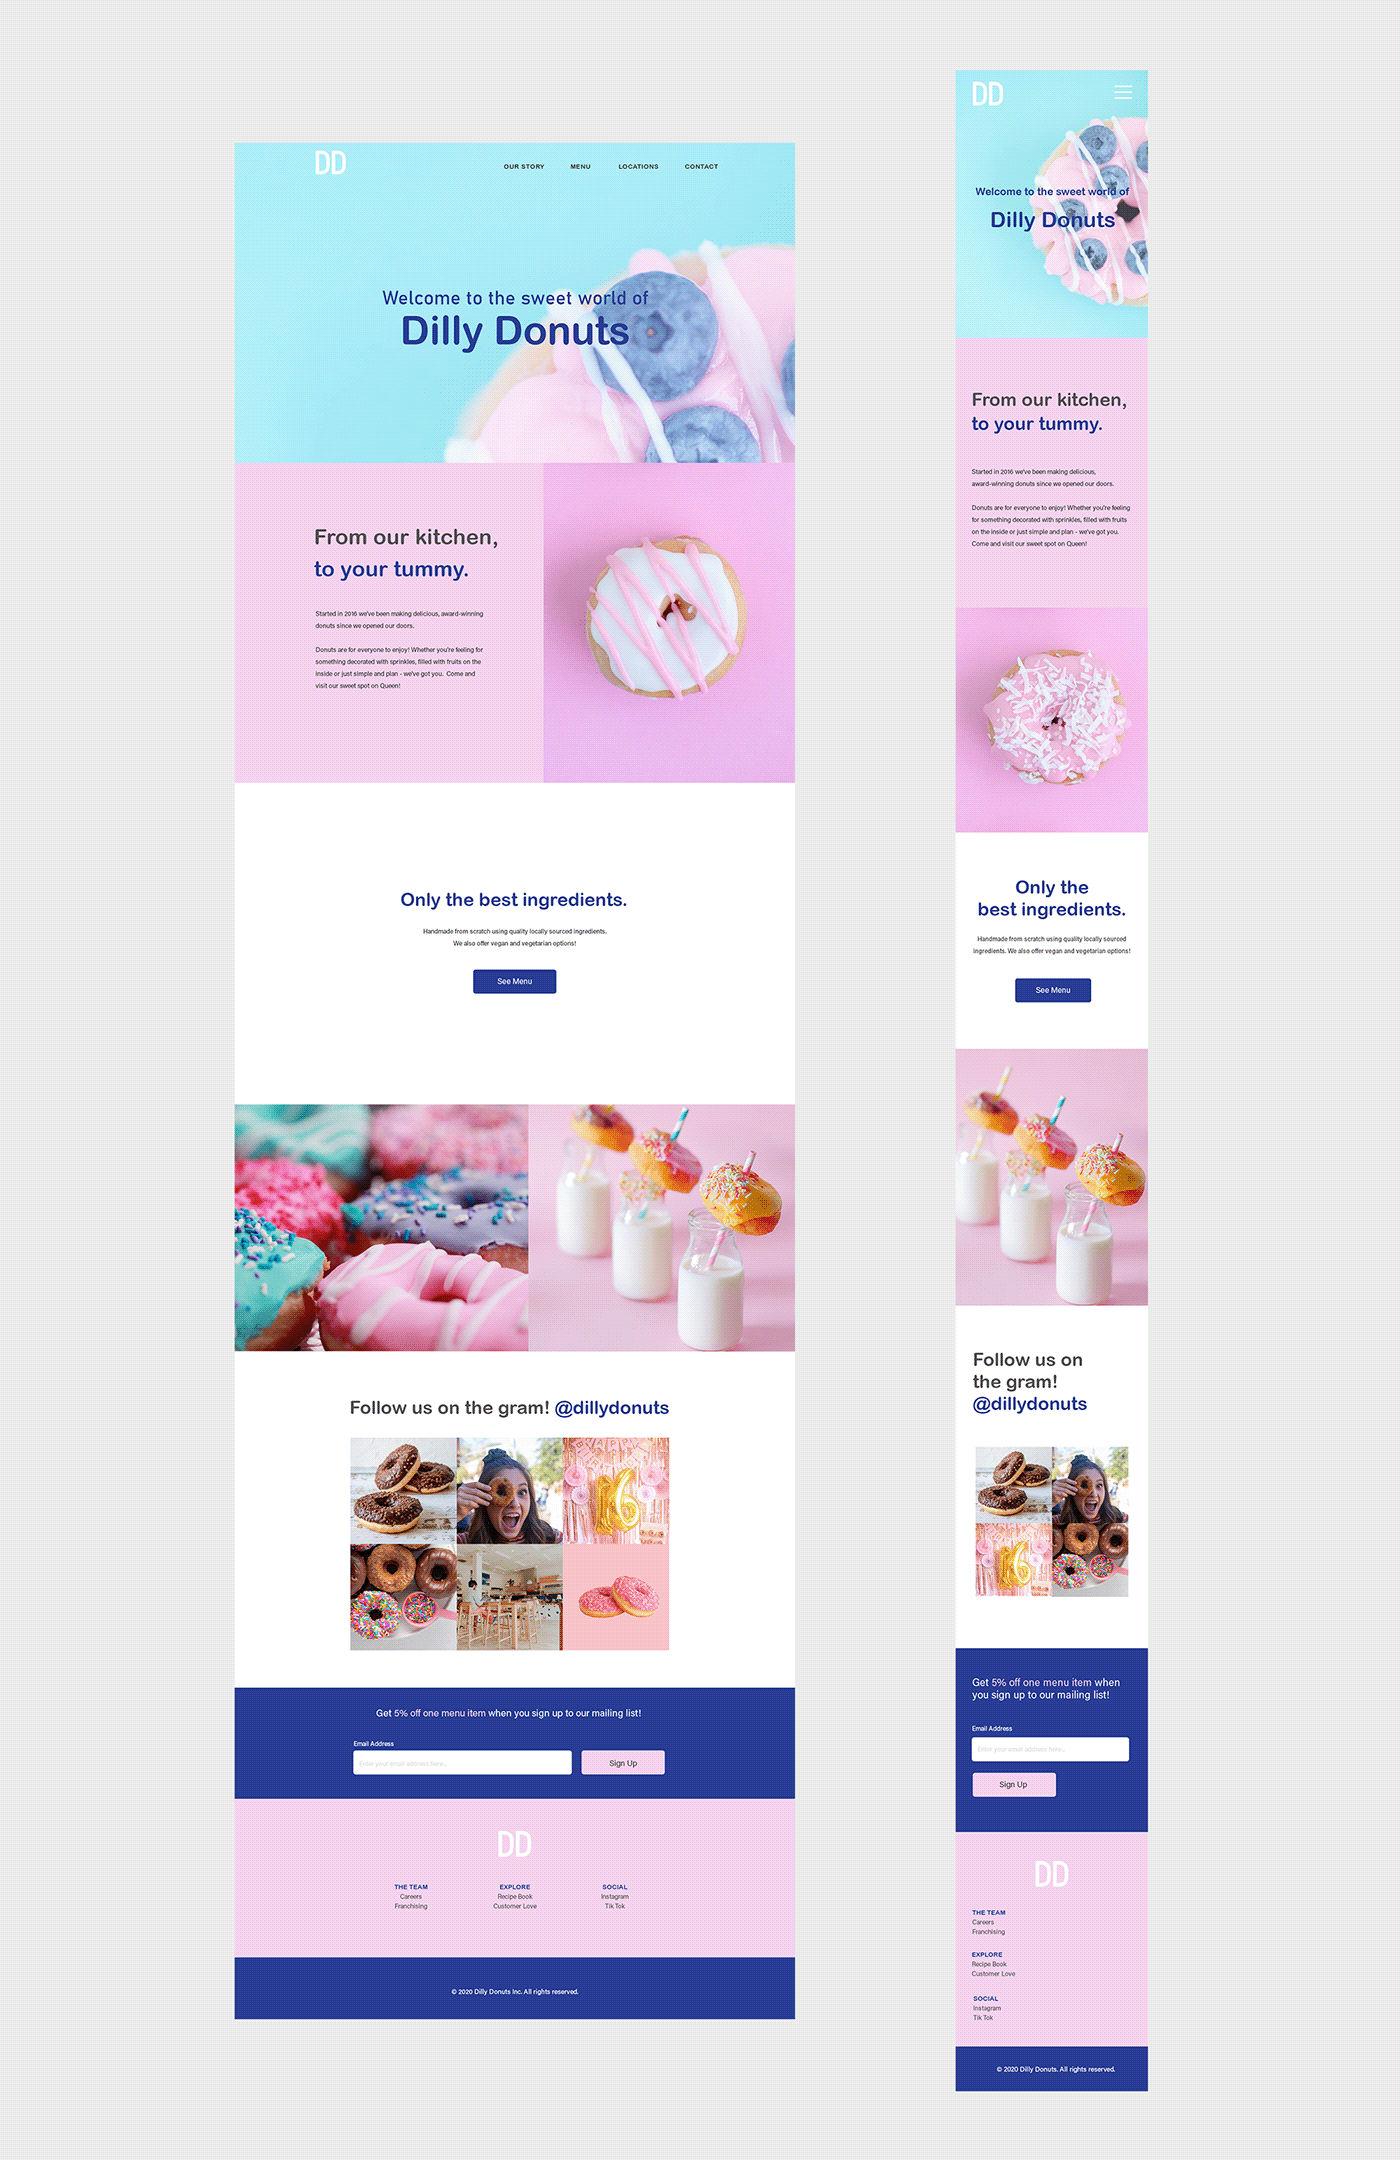 DD
OUR STORY MENU LOCATIONS CONTACT
Welcome to the sweet world of
Dilly Donuts
From our kitchen,
to your tummy.
Started in 2016 we've been making delicious, award-winning
donuts since we opened our doors.
Donuts are for everyone to enjoy! Whether you're feeling for
something decorated with sprinkles, filled with fruits on the
inside or just simple and plan - we've got you. Come and
visit our sweet spot on Queen!
Only the best ingredients.
Handmade from scratch using quality locally sourced ingredients.
We also offer vegan and vegetarian options!
See Menu
Follow us on the gram! @dillydonuts
16
Get 5% off one menu item when you sign up to our mailing list!
Email Address
Enter your email address here...
Sign Up
DD
THE TEAM EXPLORE SOCIAL
Careers Recipe Book Instagram
Franchising Customer Love Tik Tok
© 2020 Dilly Donuts Inc. All rights reserved.
DD
Welcome to the sweet world of
Dilly Donuts
From our kitchen,
to your tummy.
Started in 2016 we've been making delicious,
award-winning donuts since we opened our doors.
Donuts are for everyone to enjoy! Whether you're feeling
for something decorated with sprinkles, filled with fruits
on the inside or just simple and plan - we've got you.
Come and visit our sweet spot on Queen!
Only the
best ingredients.
Handmade from scratch using quality locally sourced
ingredients. We also offer vegan and vegetarian options!
See Menu
Follow us on
the gram!
@dillydonuts
16
Get 5% off one menu item when
you sign up to our mailing list!
Email Address
Enter your email address here...
Sign Up
DD
THE TEAM
Careers
Franchising
EXPLORE
Recipe Book
Customer Love
SOCIAL
Instagram
Tik Tok
© 2020 Dilly Donuts. All rights reserved.